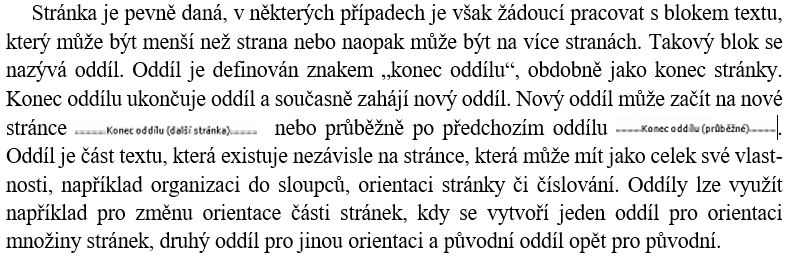 Stránka je pevně daná, v některých případech je však žádoucí pracovat s blokem textu,
který může být menší než strana nebo naopak může být na více stranách. Takový blok se
nazývá oddíl. Oddíl je definován znakem „konec oddílu“, obdobně jako konec stránky.
Konec oddílu ukončuje oddíl a současně zahájí nový oddíl. Nový oddíl může začít na nové
stránce ......Konec oddílu (další stránka)...... nebo průběžně po předchozím oddílu ......Konec oddílu (průběžně)...... .
Oddíl je část textu, která existuje nezávisle na stránce, která může mít jako celek své vlast-
nosti, například organizaci do sloupců, orientaci stránky či číslování. Oddíly lze využít
například pro změnu orientace části stránek, kdy se vytvoří jeden oddíl pro orientaci
množiny stránek, druhý oddíl pro jinou orientaci a původní oddíl opět pro původní.